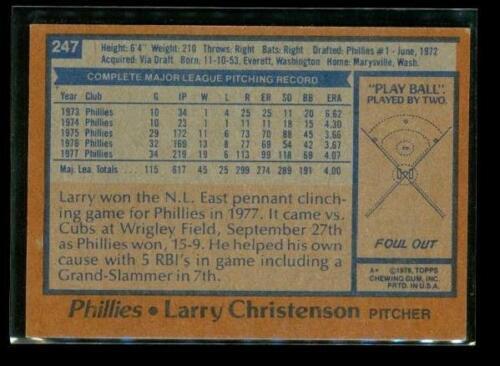 247
Height: 6'4" Weight: 210 Throws: Right Bats: Right Drafted: Phillies #1 - June, 1972
Acquired: Via Draft Born: 11-10-53, Everett, Washington Home: Marysville, Wash.
COMPLETE MAJOR LEAGUE PITCHING RECORD
Year Club G IP W L R ER SO BB ERA
1973 Phillies 10 34 1 4 25 25 11 20 6.62
1974 Phillies 10 23 1 1 11 11 18 15 4.30
1975 Phillies 29 172 11 6 73 70 88 45 3.66
1976 Phillies 32 169 13 8 77 68 54 42 3.67
1977 Phillies 34 219 19 6 113 99 118 69 4.07
Maj. Lea. Totals 115 617 45 25 299 274 289 191 4.00
"PLAY BALL"
PLAYED BY TWO.
FOUL OUT
Larry won the N.L. East pennant clinch-
ing game for Phillies in 1977. It came vs.
Cubs at Wrigley Field, September 27th
as Phillies won, 15-9. He helped his own
cause with 5 RBI's in game including a
Grand-Slammer in 7th.
A* ©1978, TOPPS
CHEWING GUM, INC.
PRTD. IN U.S.A.
Phillies • Larry Christenson PITCHER